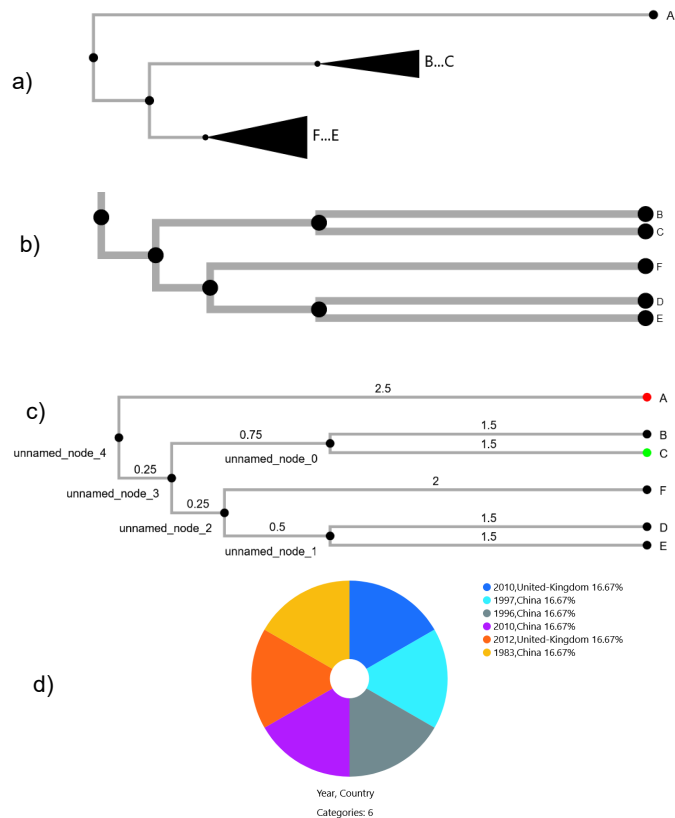 A
a)
B...C
F...E
b)
B
C
F
D
E
c)
2.5
A
0.75
1.5
B
unnamed_node_4
0.25
unnamed_node_0
1.5
C
unnamed_node_3
0.25
2
F
unnamed_node_2
0.5
1.5
D
unnamed_node_1
1.5
E
d)
2010,United-Kingdom 16.67%
1997,China 16.67%
1996,China 16.67%
2010,China 16.67%
2012,United-Kingdom 16.67%
1983,China 16.67%
Year, Country
Categories: 6